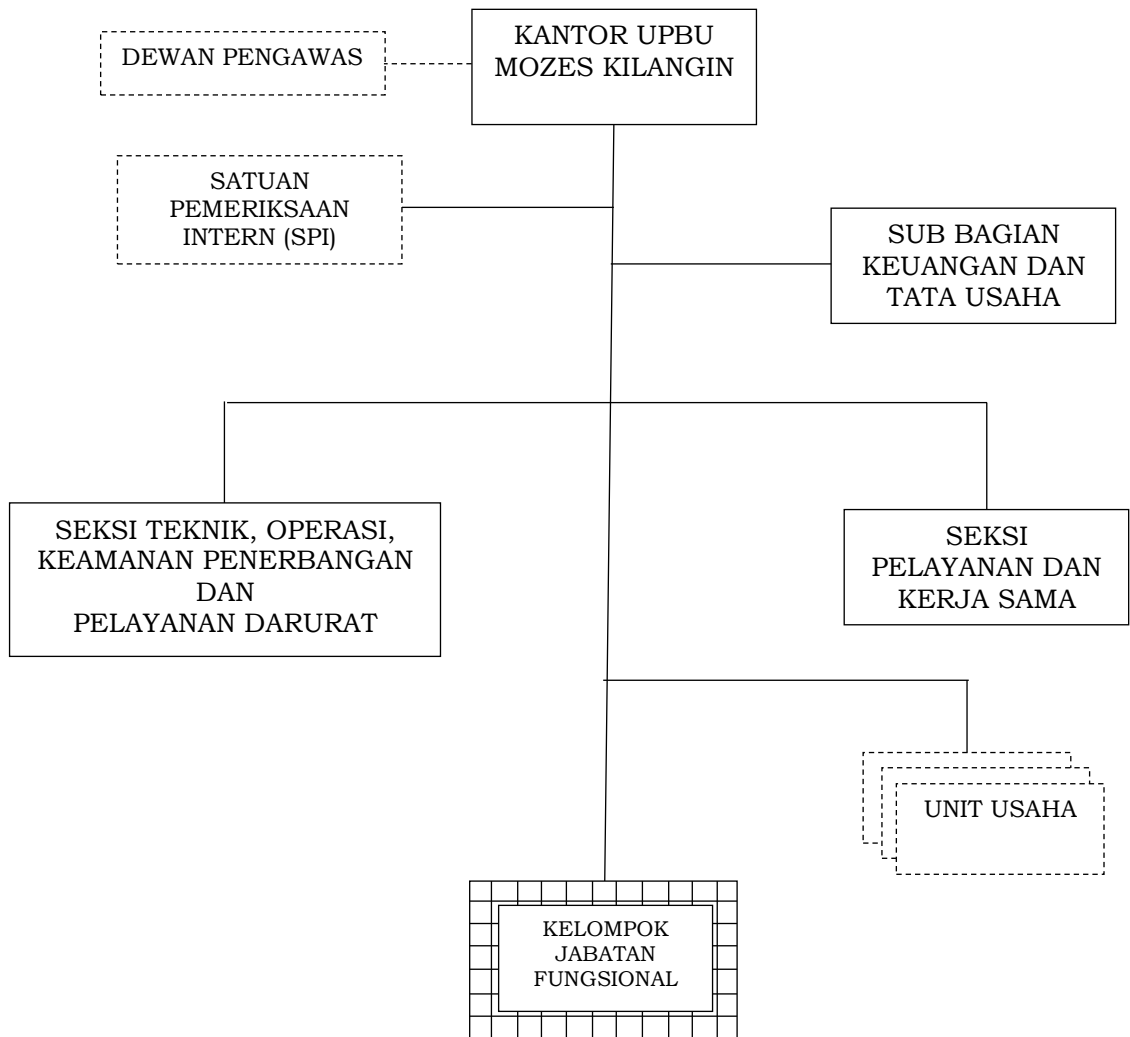 KANTOR UPBU
MOZES KILANGIN
DEWAN PENGAWAS
SATUAN
PEMERIKSAAN
INTERN (SPI)
SUB BAGIAN
KEUANGAN DAN
TATA USAHA
SEKSI TEKNIK, OPERASI,
KEAMANAN PENERBANGAN
DAN
PELAYANAN DARURAT
SEKSI
PELAYANAN DAN
KERJA SAMA
UNIT USAHA
KELOMPOK
JABATAN
FUNGSIONAL